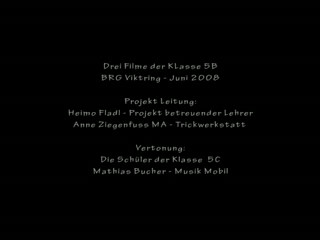 Drei Filme der Klasse 5B
BRG Viktring - Juni 2008
Projekt Leitung:
Heimo Fladl - Projekt betreuender Lehrer
Anne Ziegenfuss MA - Trickwerkstatt
Vertonung:
Die Schüler der Klasse 5C
Mathias Bucher - Musik Mobil